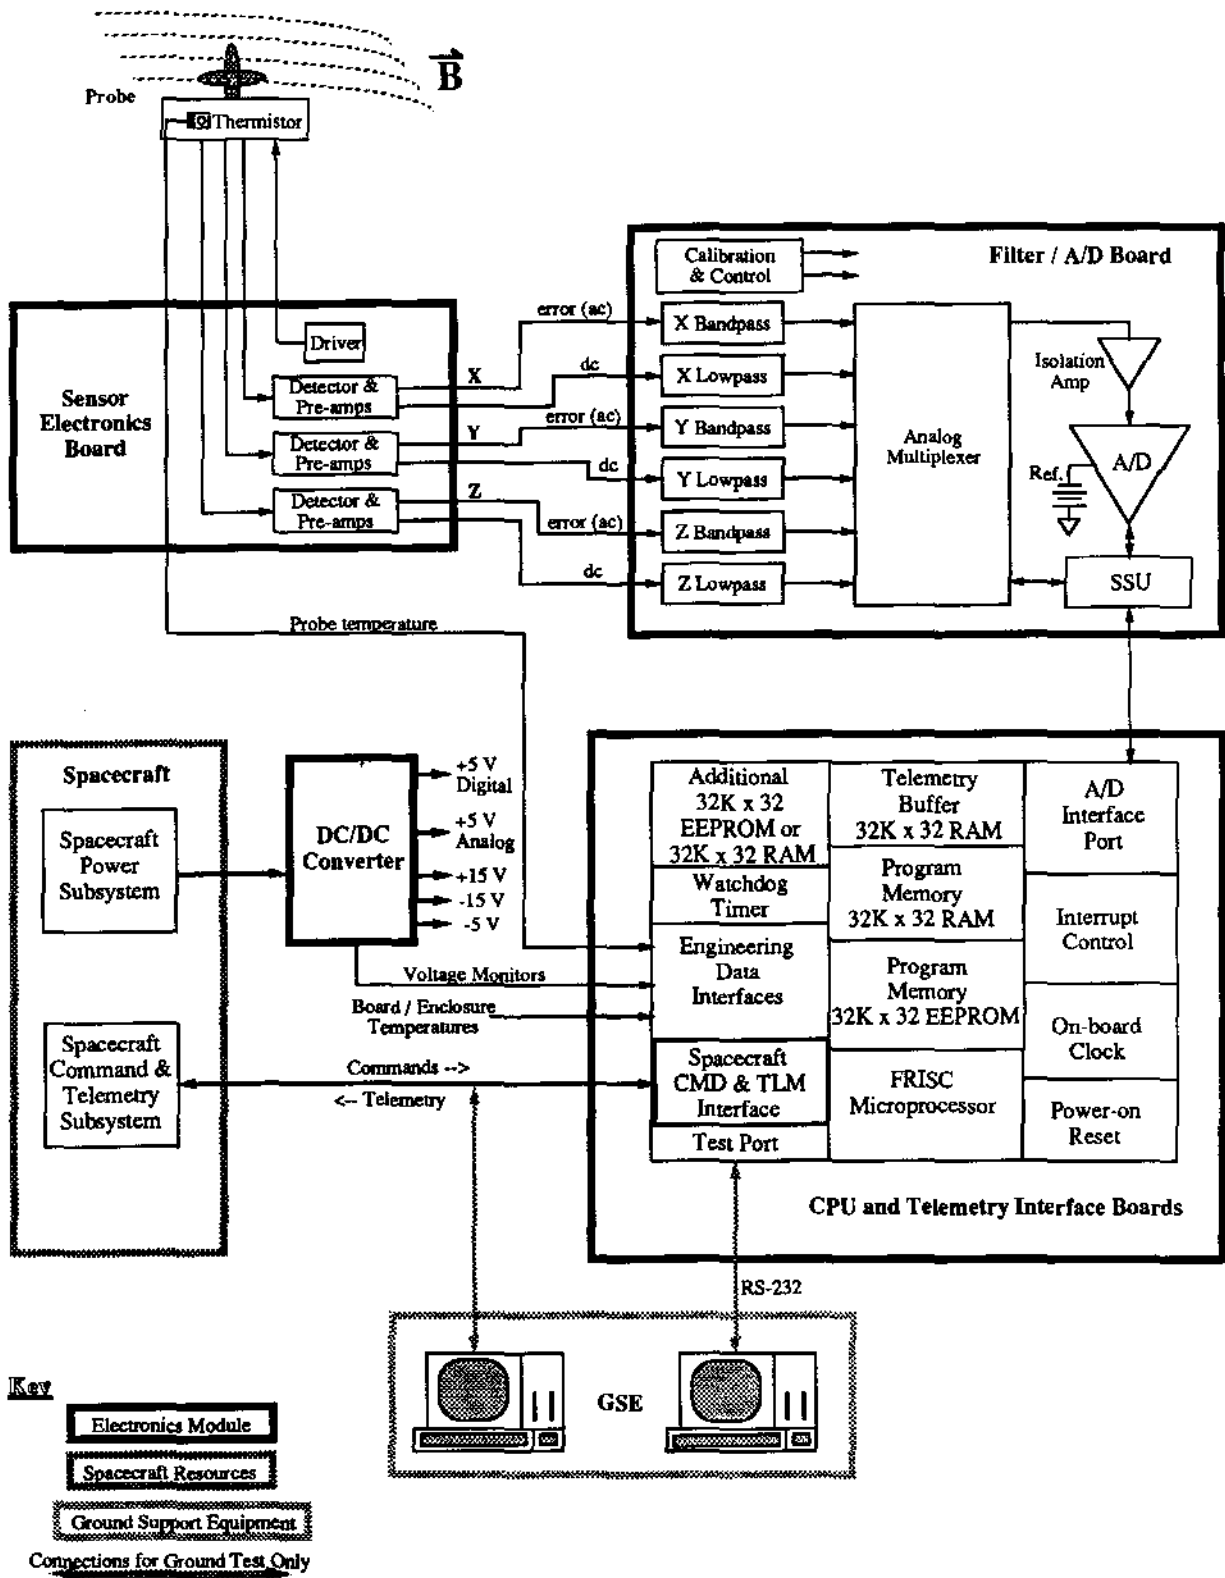 B
Probe
Thermistor
Sensor
Electronics
Board
Driver
Detector &
Pre-amps
Detector &
Pre-amps
Detector &
Pre-amps
X
Y
Z
error (ac)
dc
error (ac)
dc
error (ac)
dc
Filter / A/D Board
Calibration
& Control
X Bandpass
X Lowpass
Y Bandpass
Y Lowpass
Z Bandpass
Z Lowpass
Analog
Multiplexer
Isolation
Amp
A/D
Ref.
SSU
Probe temperature
Spacecraft
Spacecraft
Power
Subsystem
Spacecraft
Command &
Telemetry
Subsystem
DC/DC
Converter
+5 V
Digital
+5 V
Analog
+15 V
-15 V
-5 V
Voltage Monitors
Board / Enclosure
Temperatures
Commands -->
<-- Telemetry
Additional
32K x 32
EEPROM or
32K x 32 RAM
Watchdog
Timer
Engineering
Data
Interfaces
Spacecraft
CMD & TLM
Interface
Test Port
Telemetry
Buffer
32K x 32 RAM
Program
Memory
32K x 32 RAM
Program
Memory
32K x 32 EEPROM
FRISC
Microprocessor
A/D
Interface
Port
Interrupt
Control
On-board
Clock
Power-on
Reset
CPU and Telemetry Interface Boards
RS-232
GSE
Key
Electronics Module
Spacecraft Resources
Ground Support Equipment
Connections for Ground Test Only